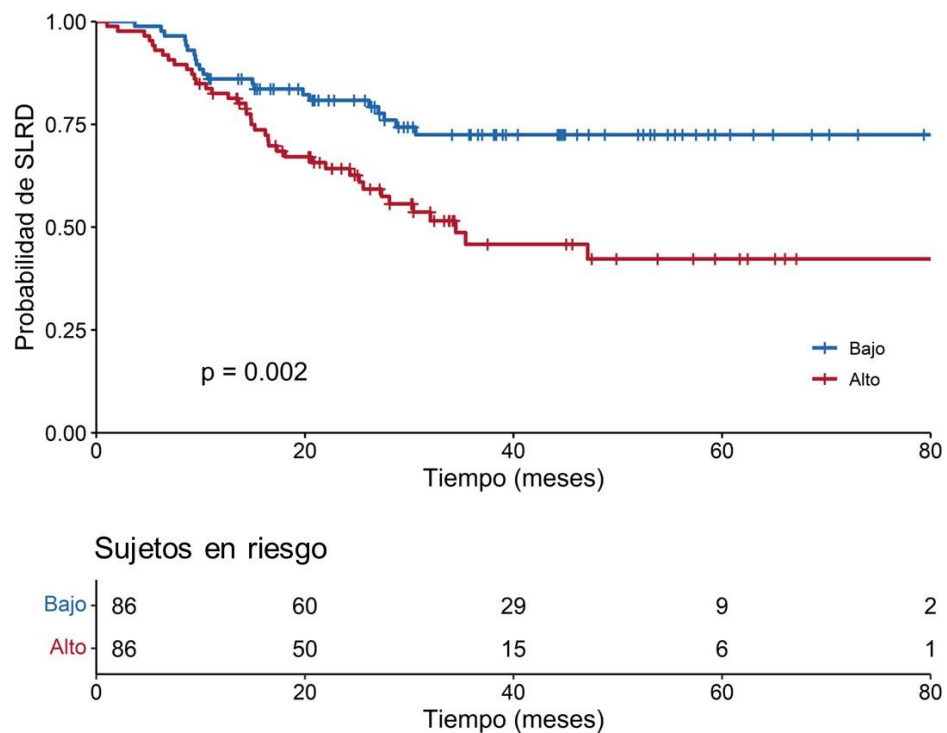 1.00
0.75
0.50
0.25
0.00
Probabilidad de SLRD
p = 0.002
Bajo
Alto
0 20 40 60 80
Tiempo (meses)
Sujetos en riesgo
Bajo 86 60 29 9 2
Alto 86 50 15 6 1
0 20 40 60 80
Tiempo (meses)